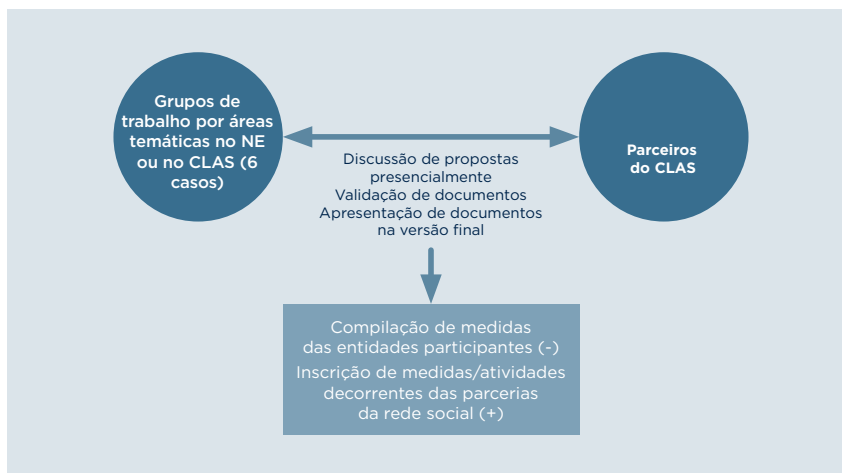 Grupos de
trabalho por áreas
temáticas no NE
ou no CLAS (6
casos)
Discussão de propostas
presencialmente
Validação de documentos
Apresentação de documentos
na versão final
Parceiros
do CLAS
Compilação de medidas
das entidades participantes (-)
Inscrição de medidas/atividades
decorrentes das parcerias
da rede social (+)